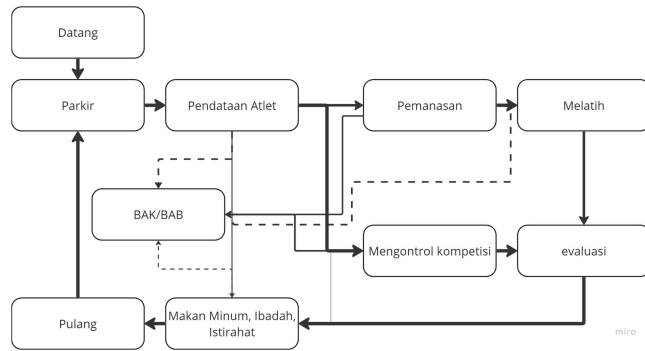 Datang
Parkir
Pendataan Atlet
Pemanasan
Melatih
BAK/BAB
Mengontrol kompetisi
evaluasi
Pulang
Makan Minum, Ibadah,
Istirahat
miro